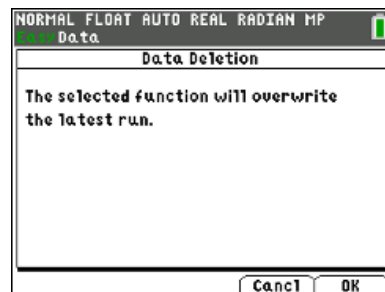 NORMAL FLOAT AUTO REAL RADIAN MP
EasyData
Data Deletion
The selected function will overwrite
the latest run.
Cancl OK